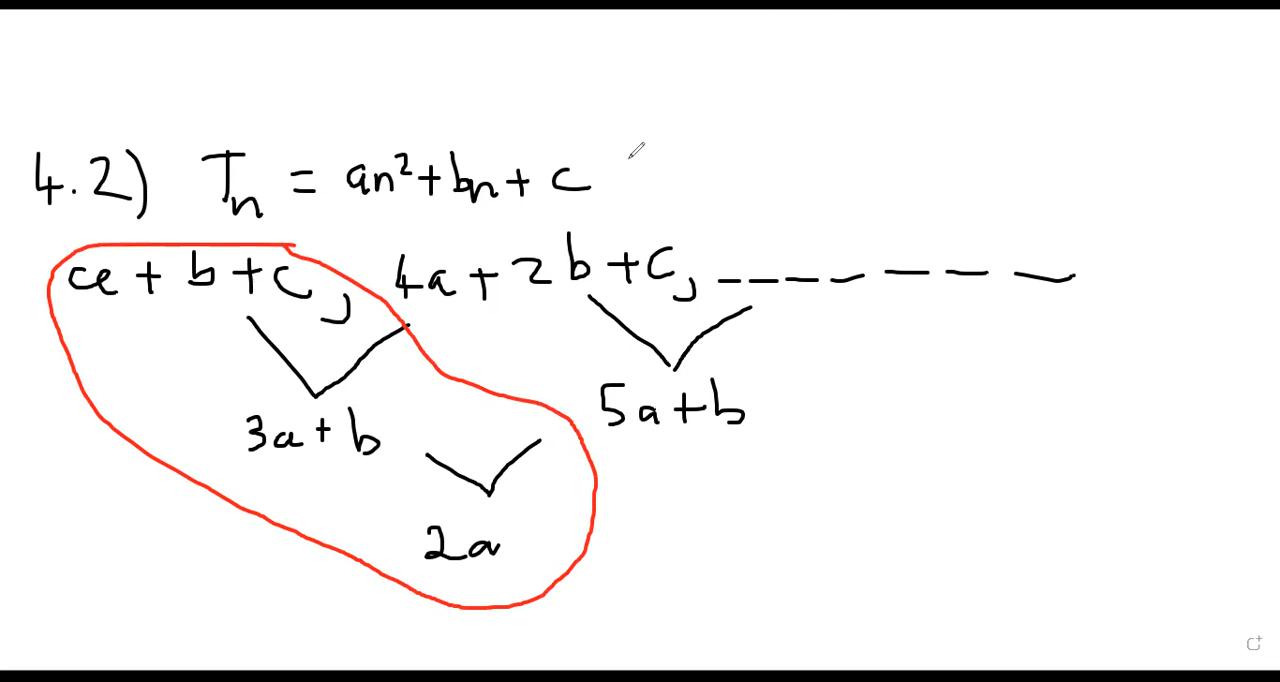 4.2) Tn = an²+bn+c
a + b + c, 4a + 2b + c, _ _ _ _ _ _ _
3a + b 5a + b
2a